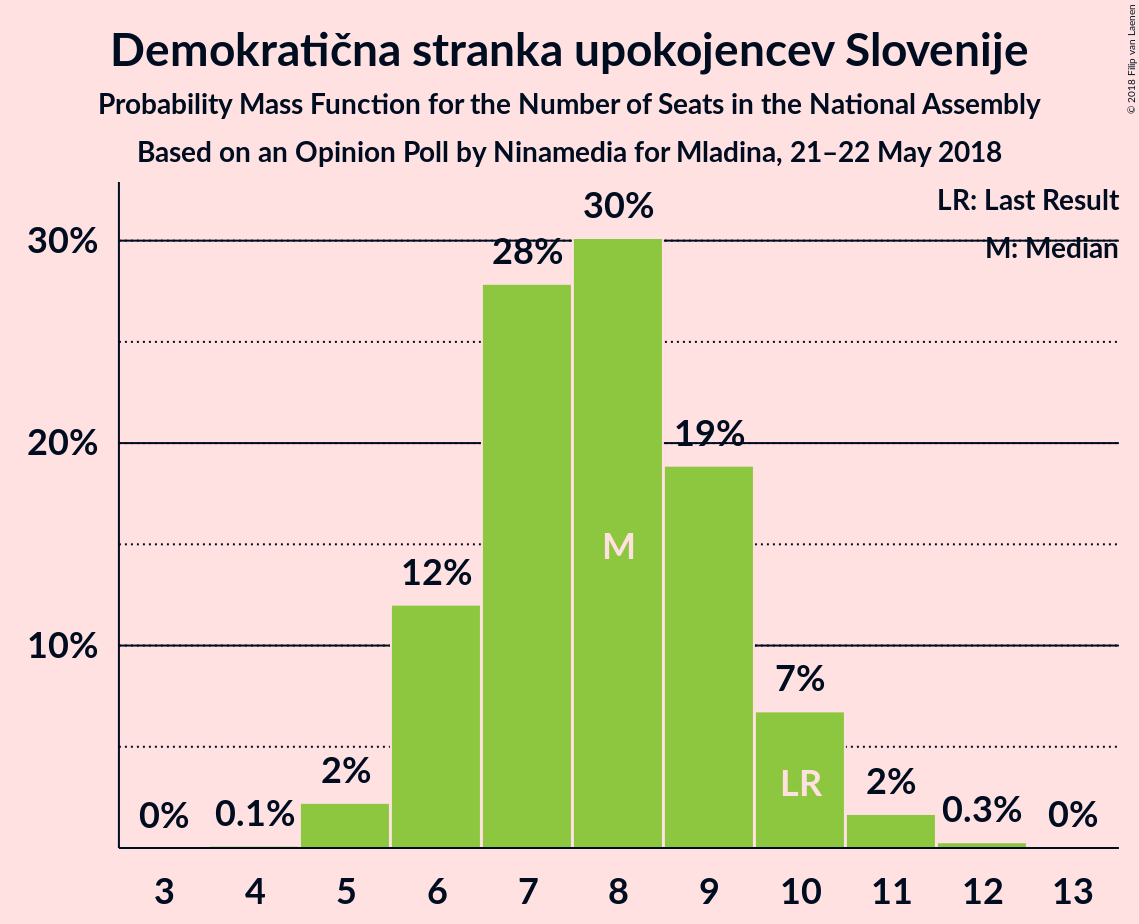 Demokratična stranka upokojencev Slovenije
Probability Mass Function for the Number of Seats in the National Assembly
Based on an Opinion Poll by Ninamedia for Mladina, 21–22 May 2018
© 2018 Filip van Laenen
LR: Last Result
M: Median
30%
20%
10%
0%
0.1%
2%
12%
28%
30%
19%
7%
2%
0.3%
0%
M
LR
3 4 5 6 7 8 9 10 11 12 13